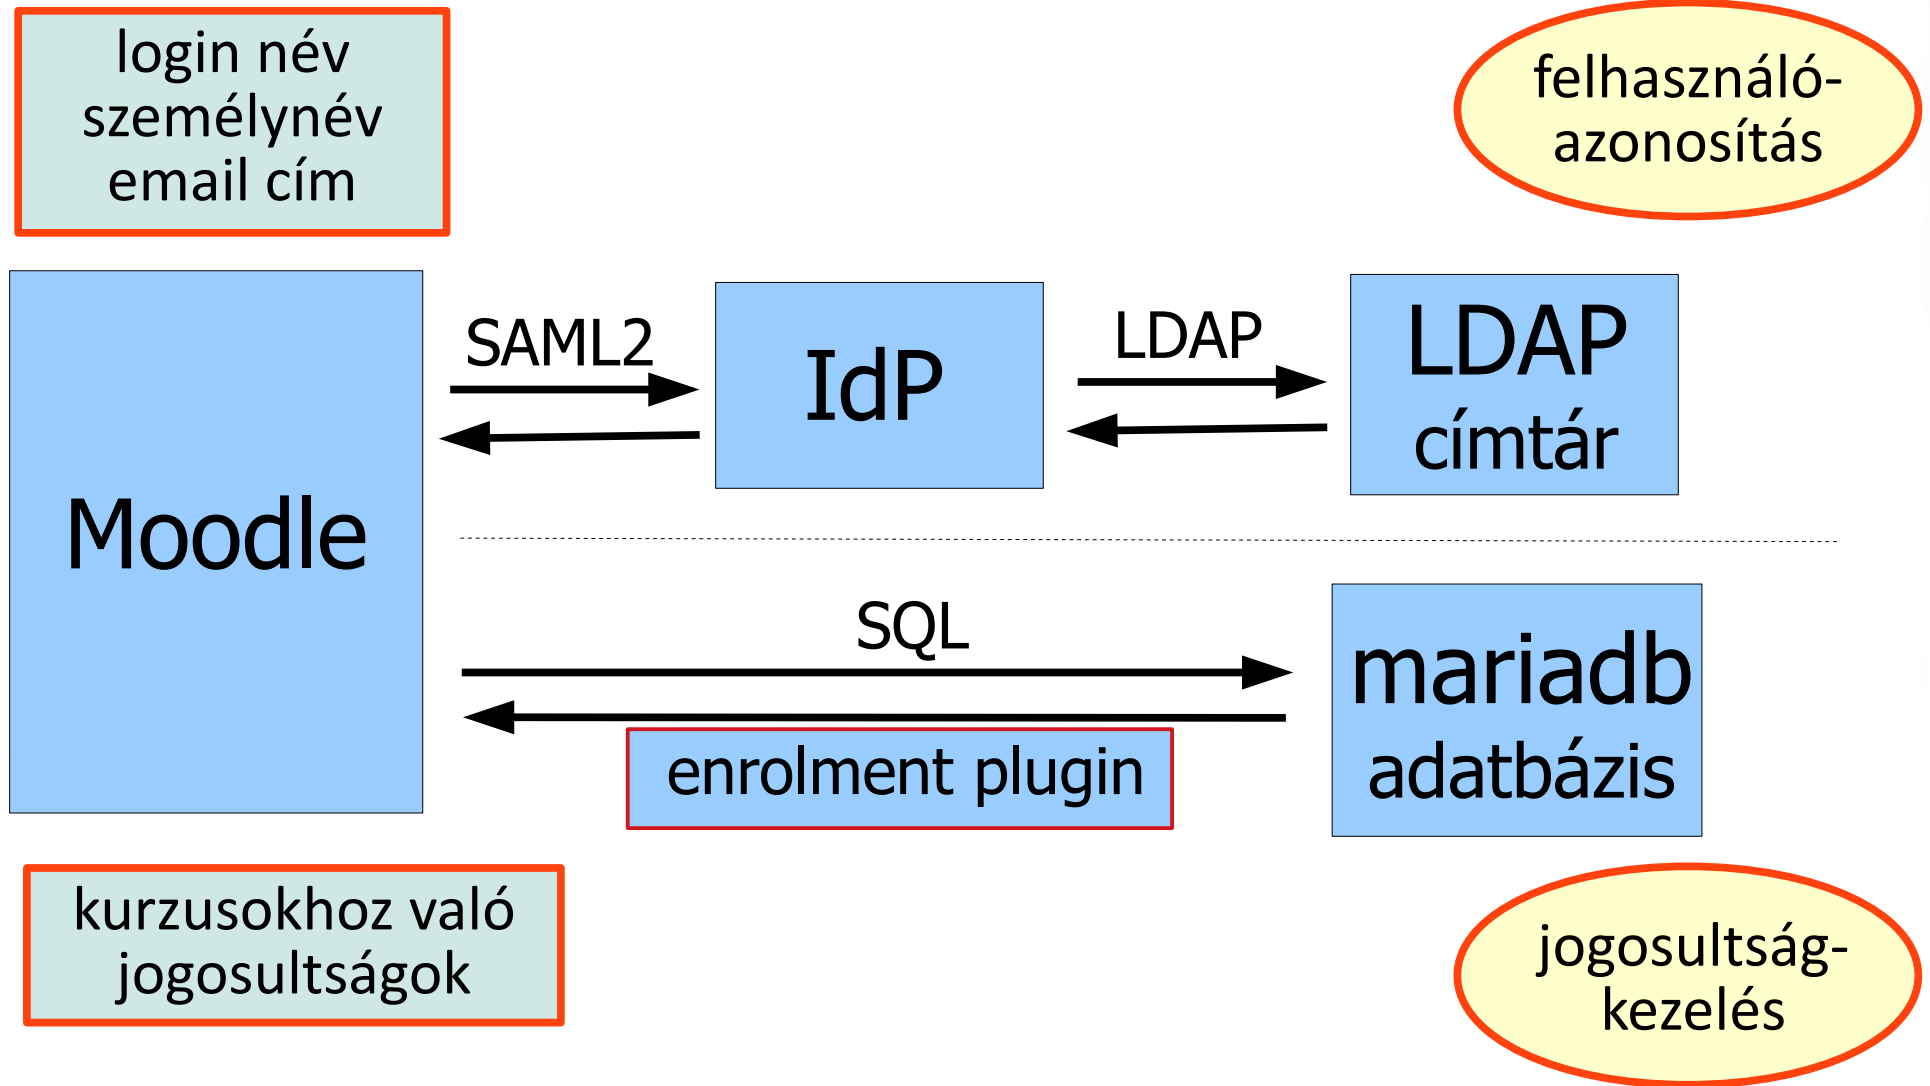 login név
személynév
email cím
felhasználó-
azonosítás
SAML2
IdP
LDAP
LDAP
címtár
Moodle
SQL
enrolment plugin
mariadb
adatbázis
kurzusokhoz való
jogosultságok
jogosultság-
kezelés